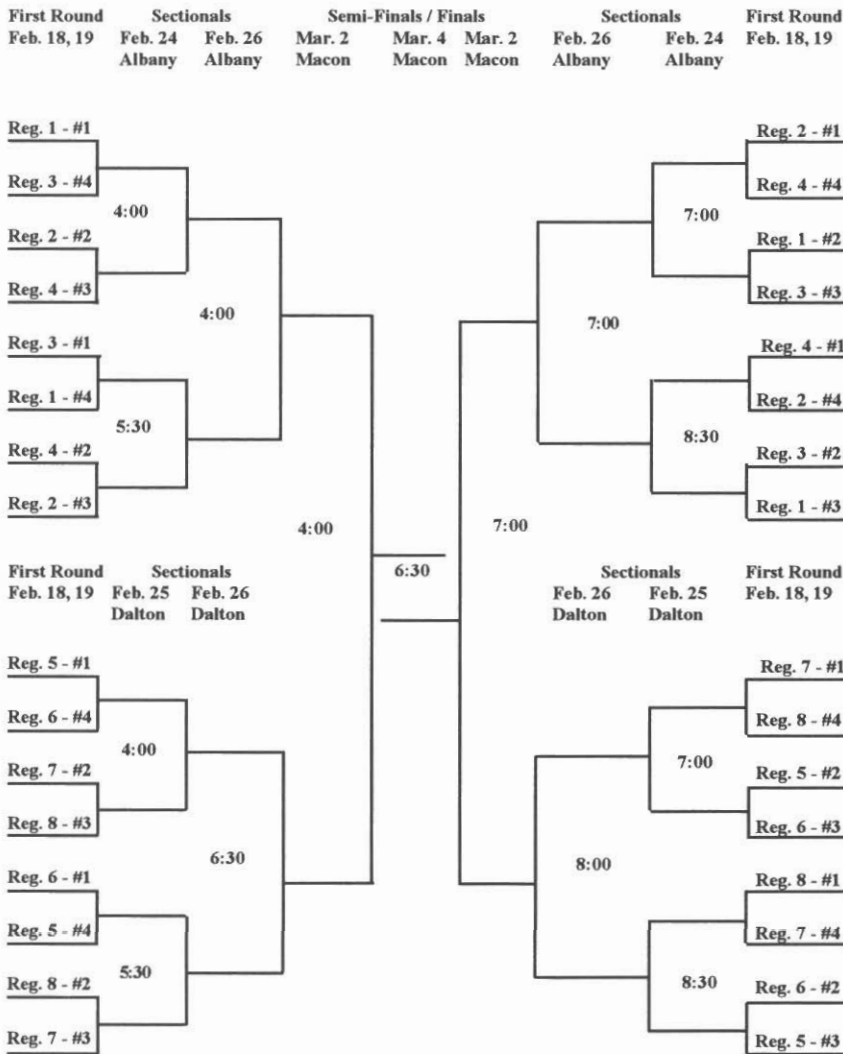 First Round Sectionals Semi-Finals / Finals Sectionals First Round
Feb. 18, 19 Feb. 24 Feb. 26 Mar. 2 Mar. 4 Mar. 2 Feb. 26 Feb. 24 Feb. 18, 19
Albany Albany Macon Macon Macon Albany Albany
Reg. 1 - #1 Reg. 2 - #1
Reg. 3 - #4 Reg. 4 - #4
4:00 7:00
Reg. 2 - #2 Reg. 1 - #2
Reg. 4 - #3 Reg. 3 - #3
4:00 7:00
Reg. 3 - #1 Reg. 4 - #1
Reg. 1 - #4 Reg. 2 - #4
5:30 8:30
Reg. 4 - #2 Reg. 3 - #2
Reg. 2 - #3 Reg. 1 - #3
4:00 7:00
6:30
First Round Sectionals Sectionals First Round
Feb. 18, 19 Feb. 25 Feb. 26 Feb. 26 Feb. 25 Feb. 18, 19
Dalton Dalton Dalton Dalton
Reg. 5 - #1 Reg. 7 - #1
Reg. 6 - #4 Reg. 8 - #4
4:00 7:00
Reg. 7 - #2 Reg. 5 - #2
Reg. 8 - #3 Reg. 6 - #3
6:30 8:00
Reg. 6 - #1 Reg. 8 - #1
Reg. 5 - #4 Reg. 7 - #4
5:30 8:30
Reg. 8 - #2 Reg. 6 - #2
Reg. 7 - #3 Reg. 5 - #3